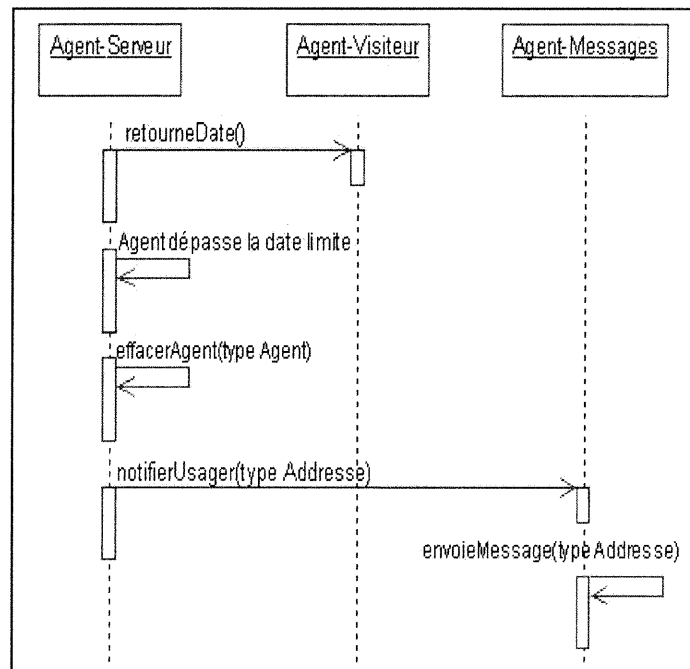 Agent-Serveur
Agent-Visiteur
Agent-Messages
retourneDate()
Agent dépasse la date limite
effacerAgent(type Agent)
notifierUsager(type Addresse)
envoieMessage(type Addresse)